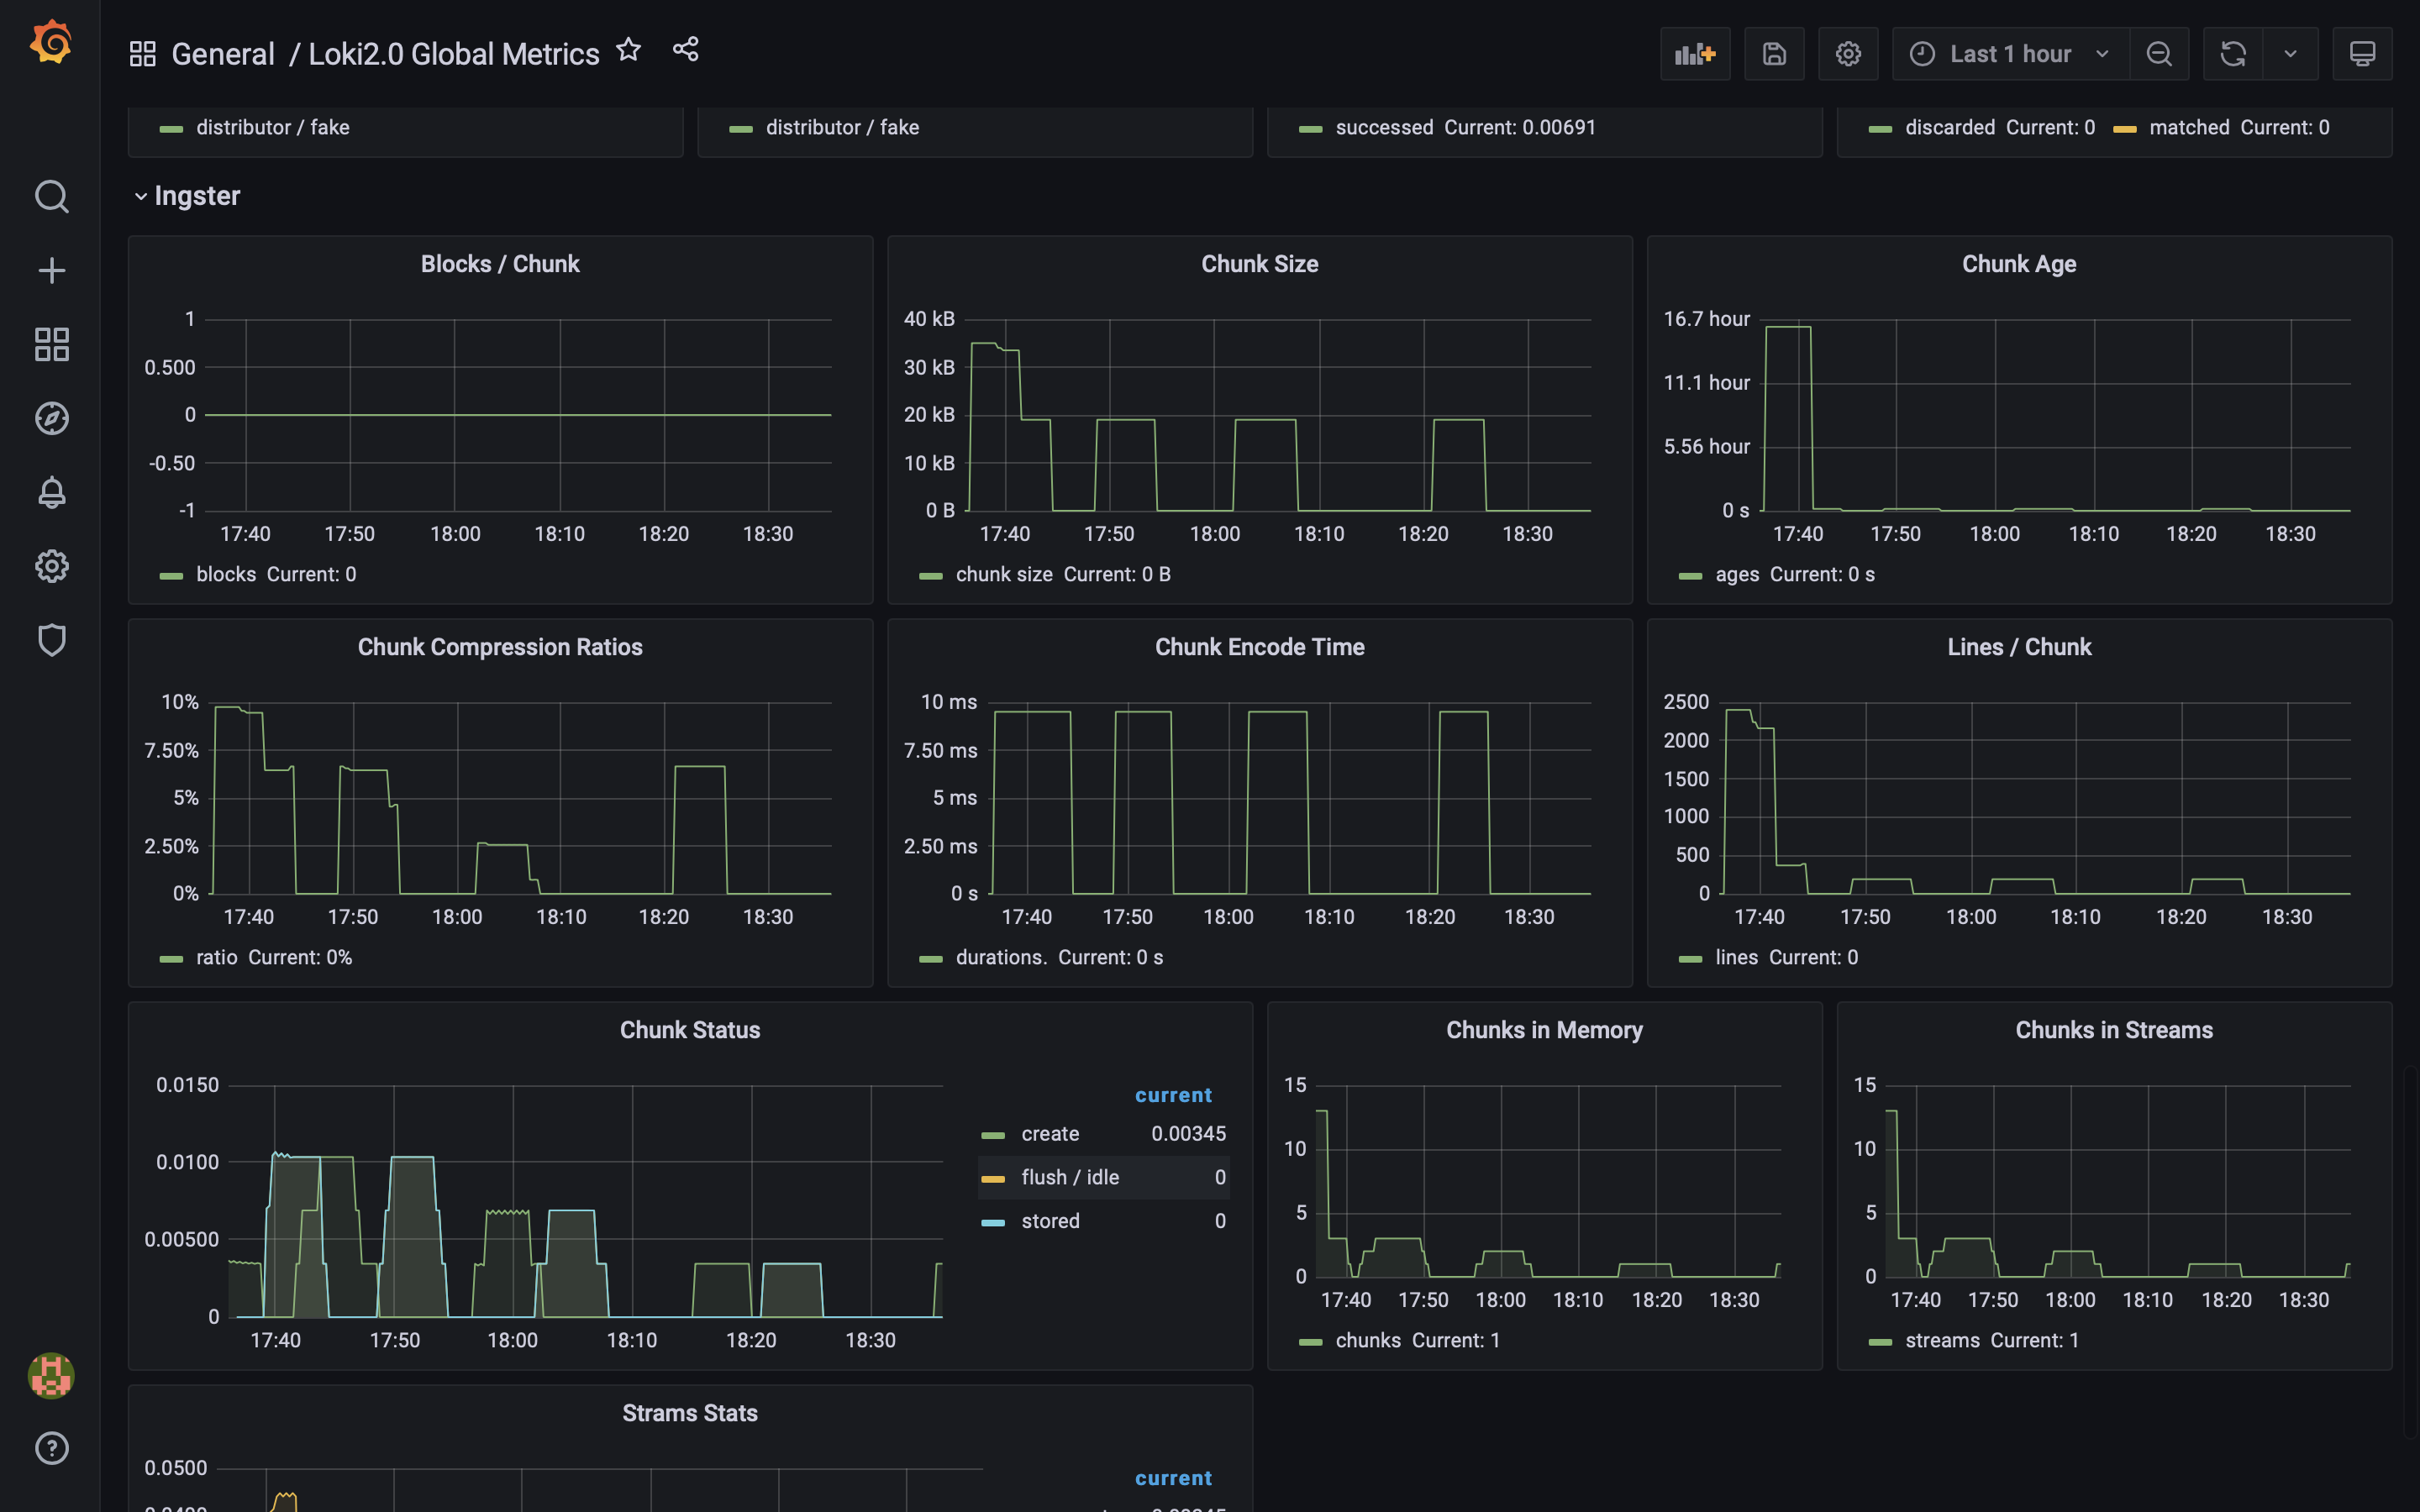 General / Loki2.0 Global Metrics
Last 1 hour
distributor / fake
distributor / fake
successed Current: 0.00691
discarded Current: 0 matched Current: 0
Ingster
Blocks / Chunk
1
0.500
0
-0.50
-1
17:40 17:50 18:00 18:10 18:20 18:30
blocks Current: 0
Chunk Size
40 kB
30 kB
20 kB
10 kB
0 B
17:40 17:50 18:00 18:10 18:20 18:30
chunk size Current: 0 B
Chunk Age
16.7 hour
11.1 hour
5.56 hour
0 s
17:40 17:50 18:00 18:10 18:20 18:30
ages Current: 0 s
Chunk Compression Ratios
10%
7.50%
5%
2.50%
0%
17:40 17:50 18:00 18:10 18:20 18:30
ratio Current: 0%
Chunk Encode Time
10 ms
7.50 ms
5 ms
2.50 ms
0 s
17:40 17:50 18:00 18:10 18:20 18:30
durations. Current: 0 s
Lines / Chunk
2500
2000
1500
1000
500
0
17:40 17:50 18:00 18:10 18:20 18:30
lines Current: 0
Chunk Status
0.0150
0.0100
0.00500
0
17:40 17:50 18:00 18:10 18:20 18:30
current
create 0.00345
flush / idle 0
stored 0
Chunks in Memory
15
10
5
0
17:40 17:50 18:00 18:10 18:20 18:30
chunks Current: 1
Chunks in Streams
15
10
5
0
17:40 17:50 18:00 18:10 18:20 18:30
streams Current: 1
Strams Stats
0.0500
current